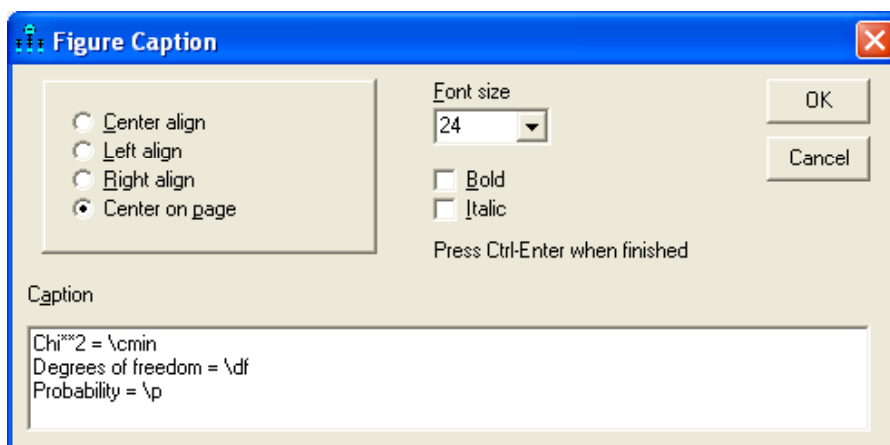 Figure Caption
Center align
Left align
Right align
Center on page
Font size
24
Bold
Italic
Press Ctrl-Enter when finished
OK
Cancel
Caption
Chi**2 = \cmin
Degrees of freedom = \df
Probability = \p